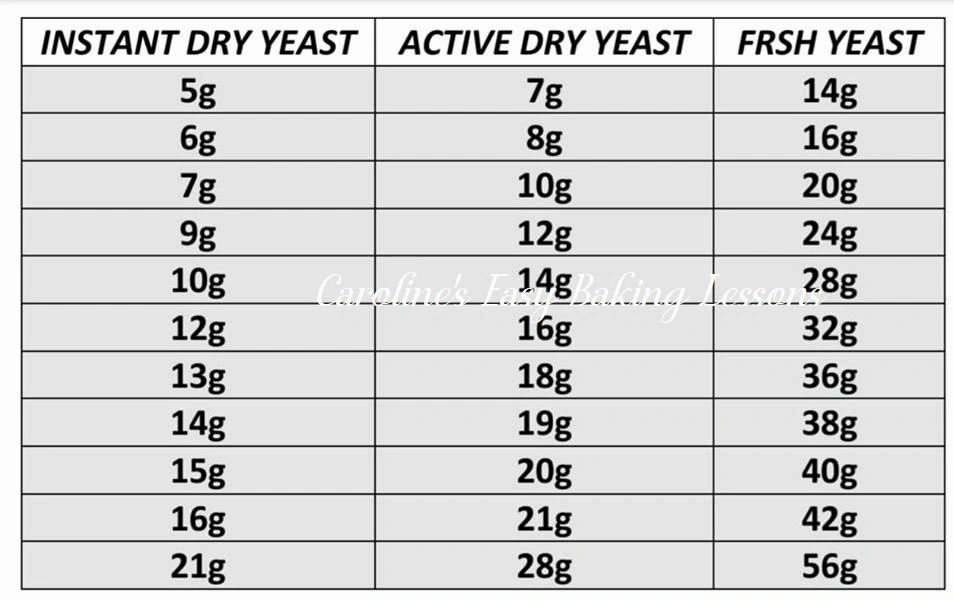 INSTANT DRY YEAST ACTIVE DRY YEAST FRSH YEAST
5g 7g 14g
6g 8g 16g
7g 10g 20g
9g 12g 24g
10g 14g 28g
Caroline's Easy Baking Lessons
12g 16g 32g
13g 18g 36g
14g 19g 38g
15g 20g 40g
16g 21g 42g
21g 28g 56g